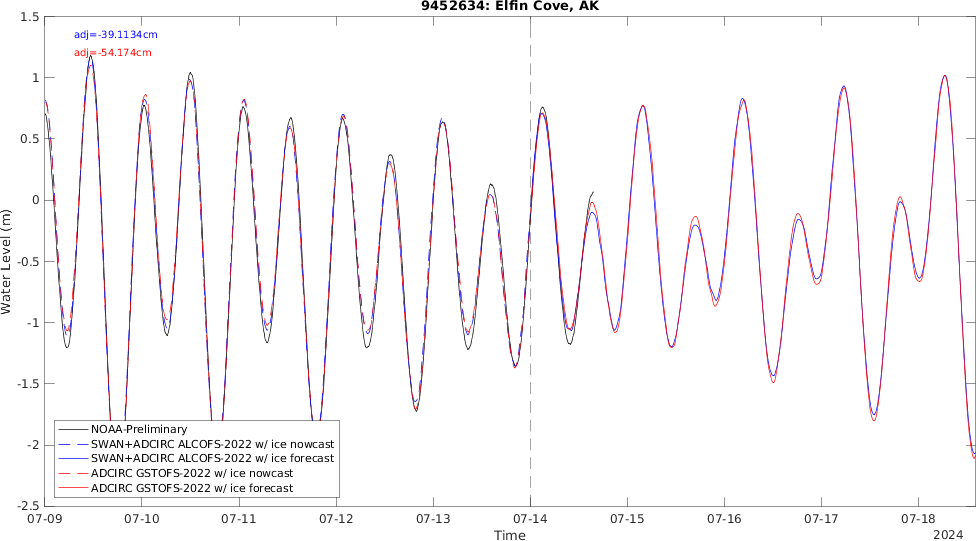 9452634: Elfin Cove, AK
adj=-39.1134cm
adj=-54.174cm
1.5
1
0.5
0
-0.5
-1
-1.5
-2
-2.5
Water Level (m)
NOAA-Preliminary
SWAN+ADCIRC ALCOFS-2022 w/ ice nowcast
SWAN+ADCIRC ALCOFS-2022 w/ ice forecast
ADCIRC GSTOFS-2022 w/ ice nowcast
ADCIRC GSTOFS-2022 w/ ice forecast
07-09 07-10 07-11 07-12 07-13 07-14 07-15 07-16 07-17 07-18
Time
2024